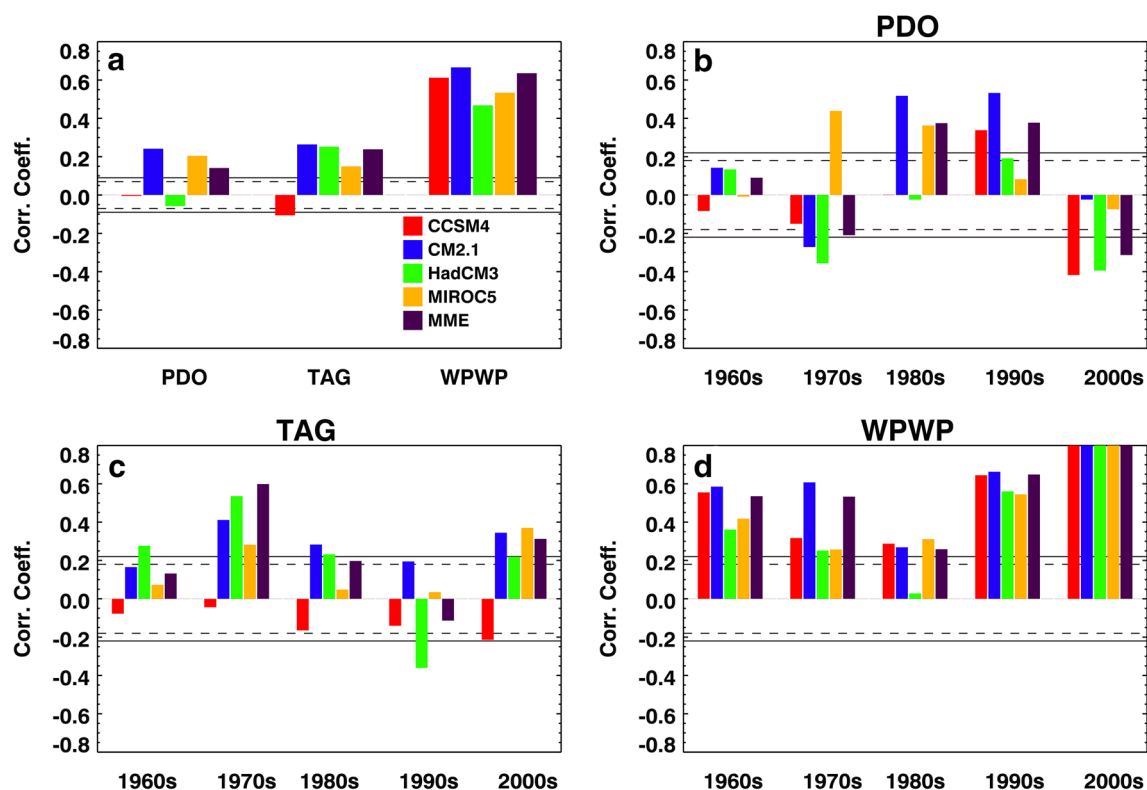 a
Corr. Coeff.
0.8
0.6
0.4
0.2
0.0
-0.2
-0.4
-0.6
-0.8
CCSM4
CM2.1
HadCM3
MIROC5
MME
PDO TAG WPWP
PDO
b
Corr. Coeff.
0.8
0.6
0.4
0.2
0.0
-0.2
-0.4
-0.6
-0.8
1960s 1970s 1980s 1990s 2000s
TAG
c
Corr. Coeff.
0.8
0.6
0.4
0.2
0.0
-0.2
-0.4
-0.6
-0.8
1960s 1970s 1980s 1990s 2000s
WPWP
d
Corr. Coeff.
0.8
0.6
0.4
0.2
0.0
-0.2
-0.4
-0.6
-0.8
1960s 1970s 1980s 1990s 2000s